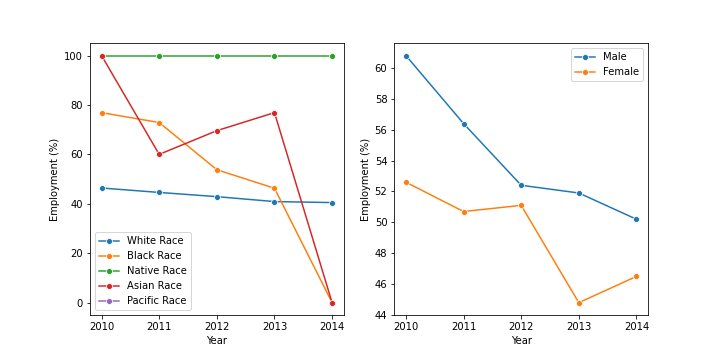 100
80
60
40
20
0
Employment (%)
White Race
Black Race
Native Race
Asian Race
Pacific Race
2010 2011 2012 2013 2014
Year
60
58
56
54
52
50
48
46
44
Employment (%)
Male
Female
2010 2011 2012 2013 2014
Year